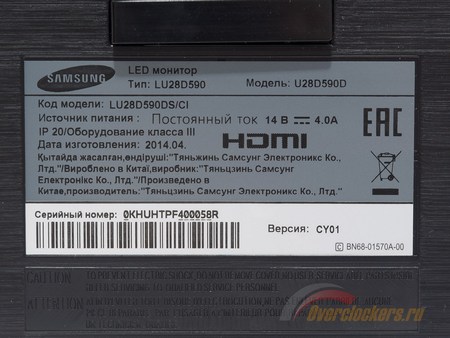 SAMSUNG
LED монитор
Тип: LU28D590 Модель: U28D590D
Код модели: LU28D590DS/CI
Источник питания : Постоянный ток 14 В 4.0A
IP 20/Оборудование класса III
Дата изготовления: 2014.04. HDMI EAC
Қытайда жасалған,өндіруші:"Тяньжинь Самсунг Электроникс Ко.,
Лтд."/Вироблено в Китаї,виробник:"Тяньцзінь Самсунг
Електронікс Ко., Лтд."/Произведено в
Китае,производитель:"Тяньцзинь Самсунг Электроникс Ко., Лтд."
Серийный номер: 0KHUHTPF400058R
Версия: CY01
C BN68-01570A-00
CAUTION
ATTENTION
Overclockers.ru